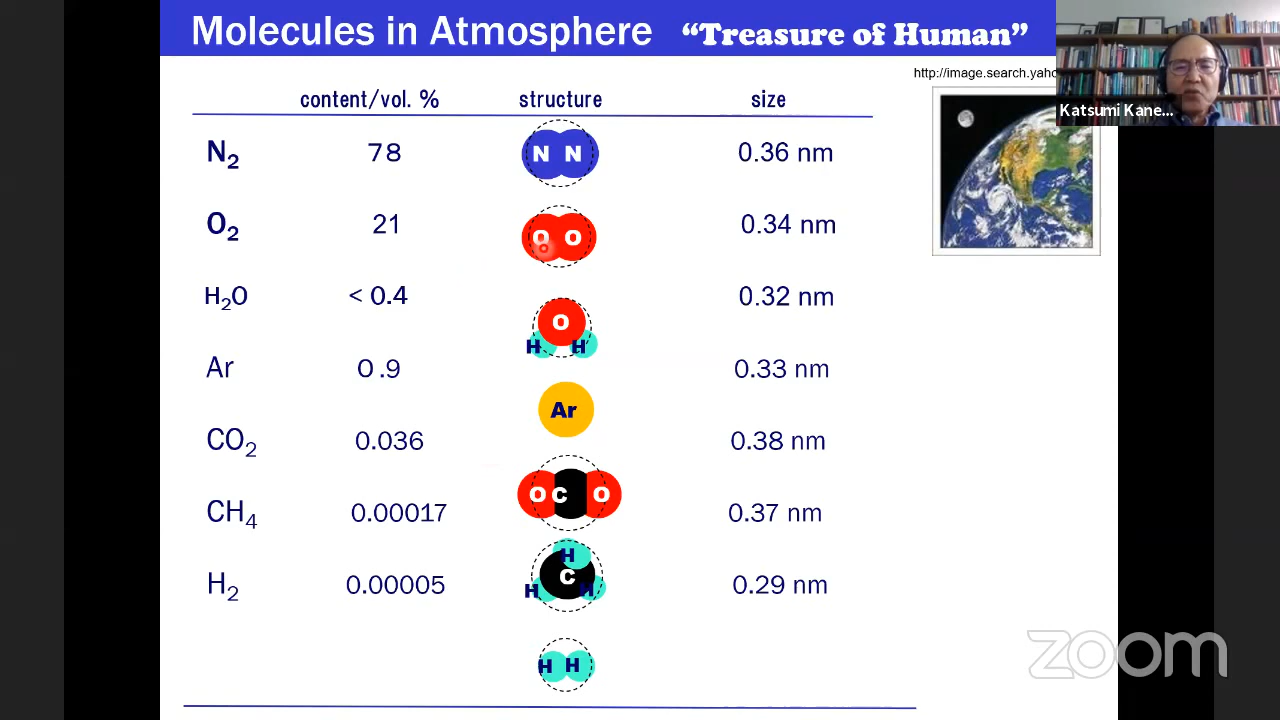 Molecules in Atmosphere “Treasure of Human”
http://image.search.yaho
Katsumi Kane...
content/vol. % structure size
N₂ 78 N N 0.36 nm
O₂ 21 O O 0.34 nm
H₂O < 0.4 O H H 0.32 nm
Ar 0.9 Ar 0.33 nm
CO₂ 0.036 O C O 0.38 nm
CH₄ 0.00017 H C H H 0.37 nm
H₂ 0.00005 H H 0.29 nm
zoom